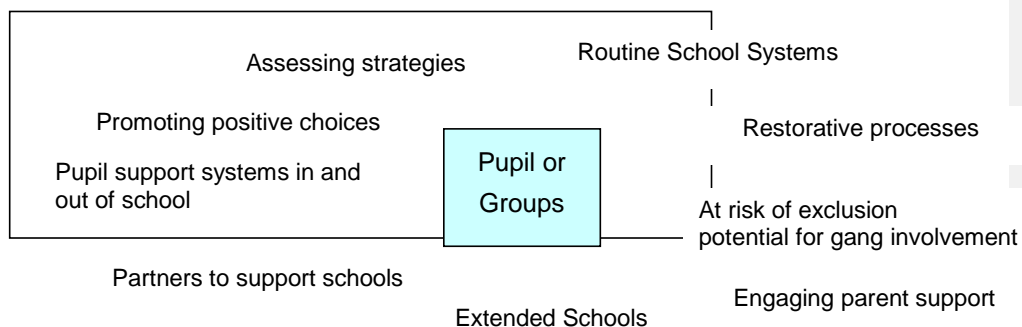 Routine School Systems
Assessing strategies
Promoting positive choices
Restorative processes
Pupil or
Groups
Pupil support systems in and
out of school
At risk of exclusion
potential for gang involvement
Partners to support schools
Engaging parent support
Extended Schools